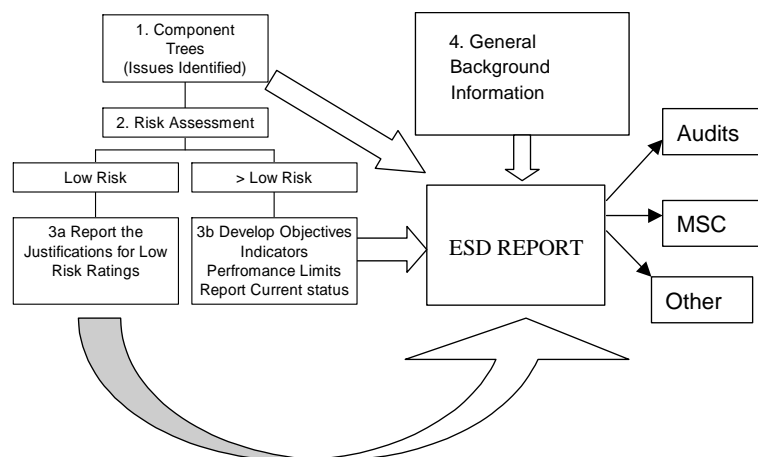 1. Component
Trees
(Issues Identified)
2. Risk Assessment
Low Risk
> Low Risk
3a Report the
Justifications for Low
Risk Ratings
3b Develop Objectives
Indicators
Perfromance Limits
Report Current status
4. General
Background
Information
ESD REPORT
Audits
MSC
Other